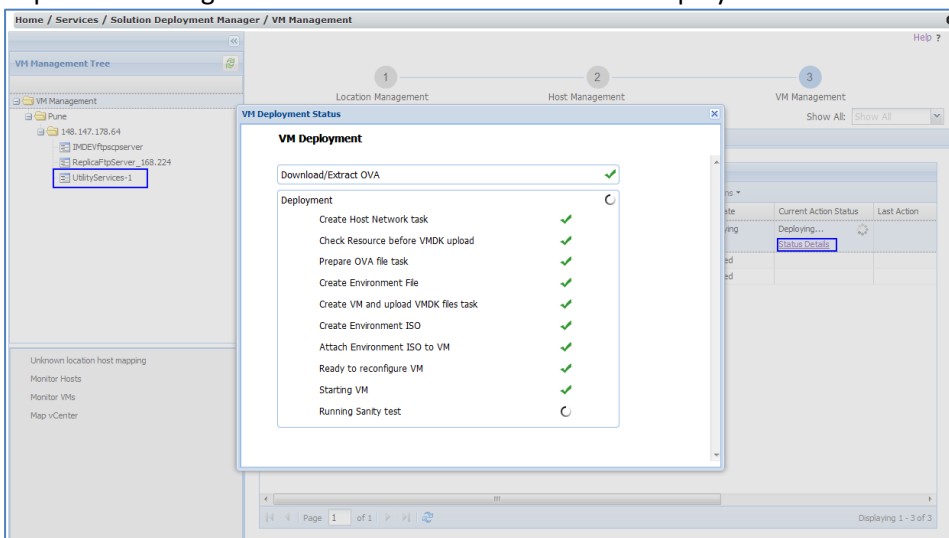 Home / Services / Solution Deployment Manager / VM Management
Help ?
VM Management Tree
1
2
3
Location Management
Host Management
VM Management
VM Management
Pune
148.147.178.64
IMDEVftpscpserver
ReplicaFtpServer_168.224
UtilityServices-1
Show All: Show All
VM Deployment Status
VM Deployment
Download/Extract OVA
Deployment
Create Host Network task
Check Resource before VMDK upload
Prepare OVA file task
Create Environment File
Create VM and upload VMDK files task
Create Environment ISO
Attach Environment ISO to VM
Ready to reconfigure VM
Starting VM
Running Sanity test
ns
ate
Current Action Status
Last Action
ying
Deploying...
Status Details
ed
ed
Unknown location host mapping
Monitor Hosts
Monitor VMs
Map vCenter
Page 1 of 1
Displaying 1 - 3 of 3